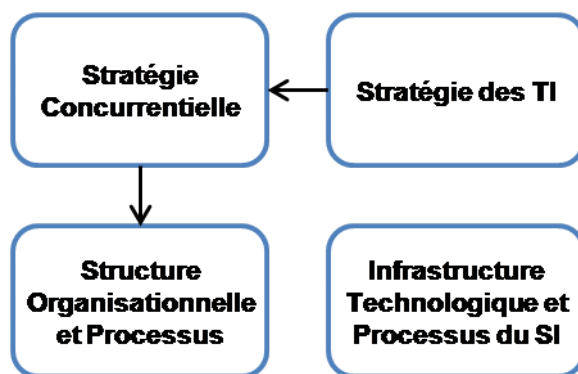 Stratégie
Concurrentielle
Stratégie des TI
Structure
Organisationnelle
et Processus
Infrastructure
Technologique et
Processus du SI